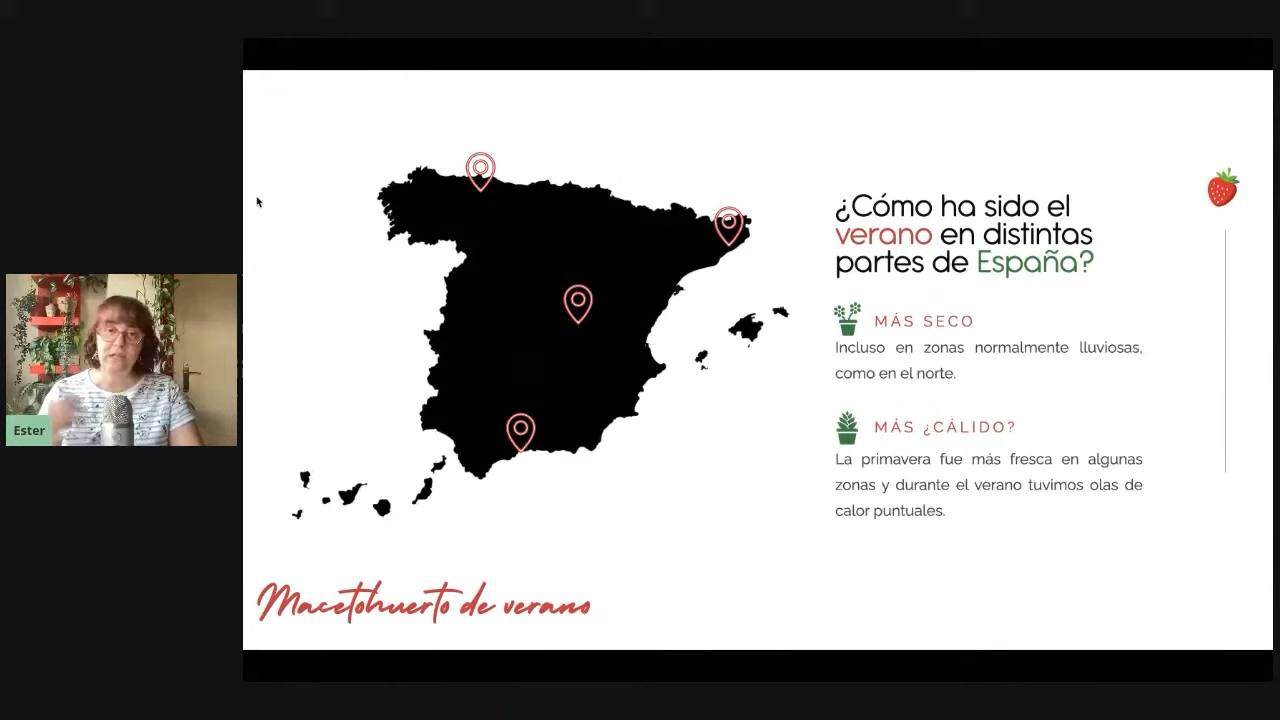 ¿Cómo ha sido el
verano en distintas
partes de España?
MÁS SECO
Incluso en zonas normalmente lluviosas,
como en el norte.
MÁS ¿CÁLIDO?
La primavera fue más fresca en algunas
zonas y durante el verano tuvimos olas de
calor puntuales.
Ester
Macetohuerto de verano